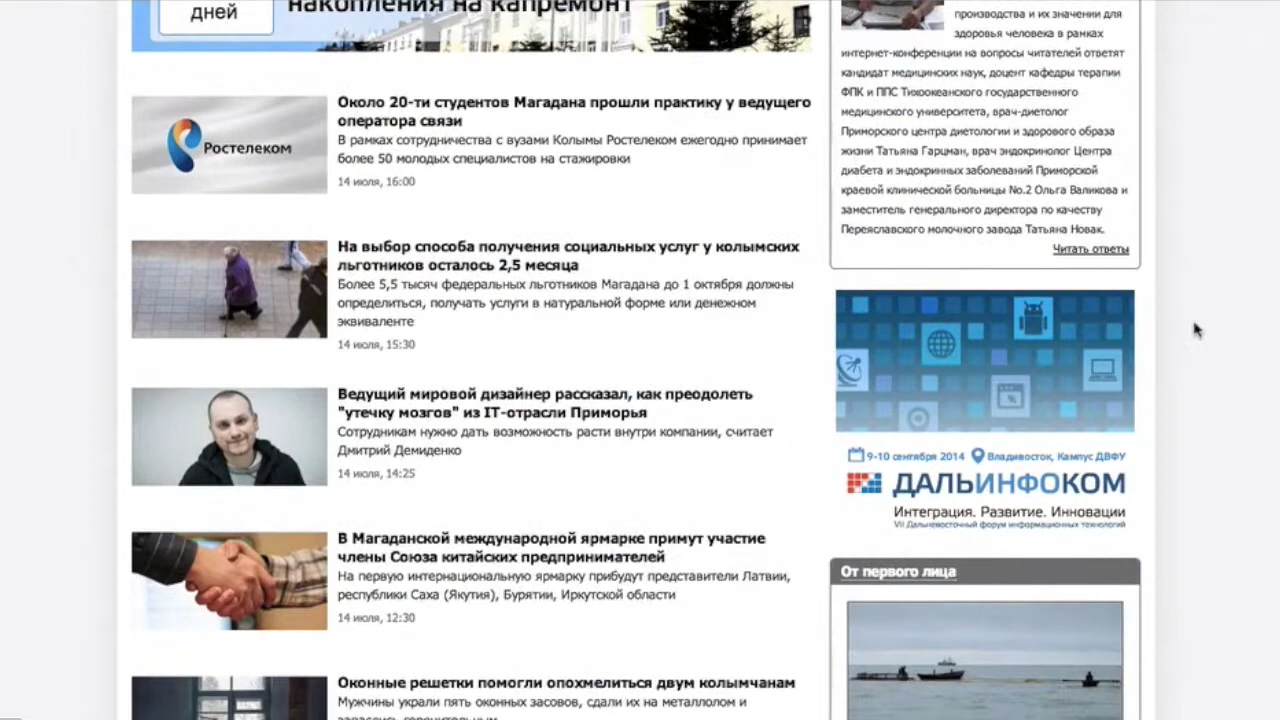 дней
накопления на капремонт
Около 20-ти студентов Магадана прошли практику у ведущего
оператора связи
В рамках сотрудничества с вузами Колымы Ростелеком ежегодно принимает
более 50 молодых специалистов на стажировки
14 июля, 16:00
Ростелеком
На выбор способа получения социальных услуг у колымских
льготников осталось 2,5 месяца
Более 5,5 тысяч федеральных льготников Магадана до 1 октября должны
определиться, получать услуги в натуральной форме или денежном
эквиваленте
14 июля, 15:30
Ведущий мировой дизайнер рассказал, как преодолеть
"утечку мозгов" из IT-отрасли Приморья
Сотрудникам нужно дать возможность расти внутри компании, считает
Дмитрий Демиденко
14 июля, 14:25
В Магаданской международной ярмарке примут участие
члены Союза китайских предпринимателей
На первую интернациональную ярмарку прибудут представители Латвии,
республики Саха (Якутия), Бурятии, Иркутской области
14 июля, 12:30
Оконные решетки помогли опохмелиться двум колымчанам
Мужчины украли пять оконных засовов, сдали их на металлолом и
запаслись горячительным
производства и их значении для
здоровья человека в рамках
интернет-конференции на вопросы читателей ответят
кандидат медицинских наук, доцент кафедры терапии
ФПК и ППС Тихоокеанского государственного
медицинского университета, врач-диетолог
Приморского центра диетологии и здорового образа
жизни Татьяна Гарцман, врач эндокринолог Центра
диабета и эндокринных заболеваний Приморской
краевой клинической больницы No.2 Ольга Валикова и
заместитель генерального директора по качеству
Переяславского молочного завода Татьяна Новак.
Читать ответы
9-10 сентября 2014 Владивосток, Кампус ДВФУ
ДАЛЬИНФОКОМ
Интеграция. Развитие. Инновации
VII Дальневосточный форум информационных технологий
От первого лица